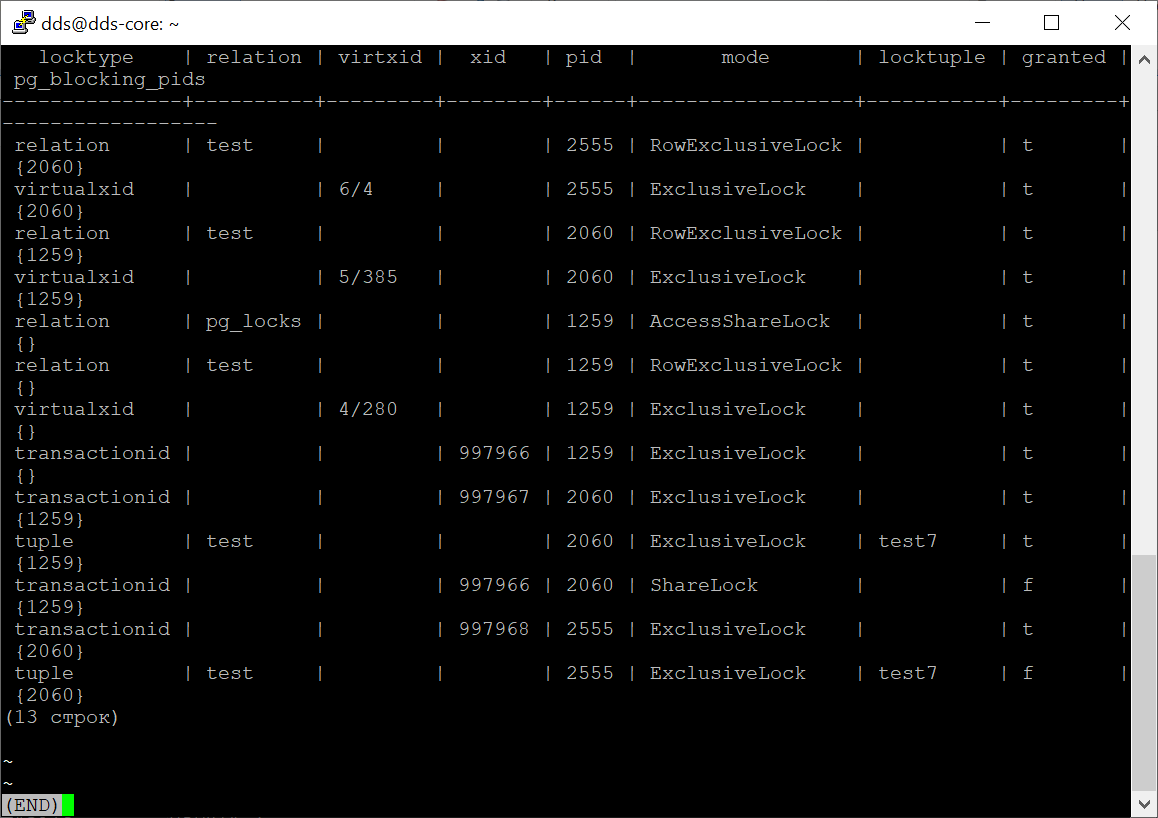 dds@dds-core: ~
   locktype    | relation | virtxid |  xid   | pid  |       mode       | locktuple | granted |
 pg_blocking_pids
---------------+----------+---------+--------+------+------------------+-----------+---------+
------------------
 relation      | test     |         |        | 2555 | RowExclusiveLock |           | t       |
 {2060}
 virtualxid    |          | 6/4     |        | 2555 | ExclusiveLock    |           | t       |
 {2060}
 relation      | test     |         |        | 2060 | RowExclusiveLock |           | t       |
 {1259}
 virtualxid    |          | 5/385   |        | 2060 | ExclusiveLock    |           | t       |
 {1259}
 relation      | pg_locks |         |        | 1259 | AccessShareLock  |           | t       |
 {}
 relation      | test     |         |        | 1259 | RowExclusiveLock |           | t       |
 {}
 virtualxid    |          | 4/280   |        | 1259 | ExclusiveLock    |           | t       |
 {}
 transactionid |          |         | 997966 | 1259 | ExclusiveLock    |           | t       |
 {}
 transactionid |          |         | 997967 | 2060 | ExclusiveLock    |           | t       |
 {1259}
 tuple         | test     |         |        | 2060 | ExclusiveLock    | test7     | t       |
 {1259}
 transactionid |          |         | 997966 | 2060 | ShareLock        |           | f       |
 {1259}
 transactionid |          |         | 997968 | 2555 | ExclusiveLock    |           | t       |
 {2060}
 tuple         | test     |         |        | 2555 | ExclusiveLock    | test7     | f       |
 {2060}
(13 строк)
~
~
(END)